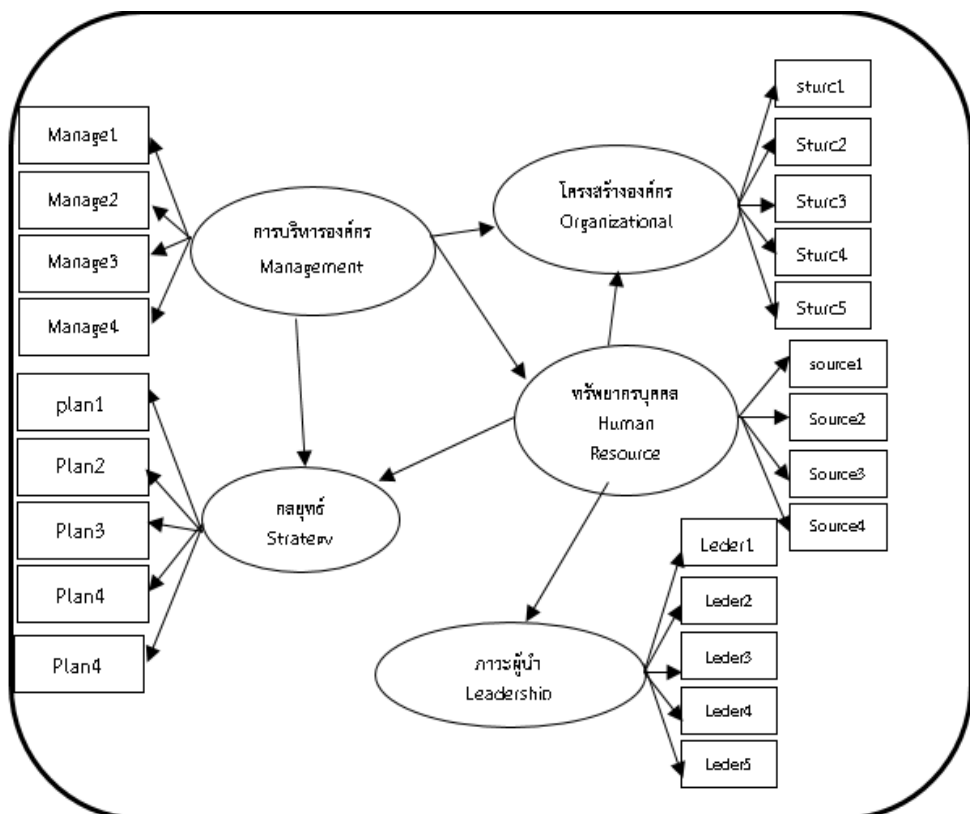 Manage1
Manage2
Manage3
Manage4
การบริหารองค์กร
Management
โครงสร้างองค์กร
Organizational
sturc1
Sturc2
Sturc3
Sturc4
Sturc5
ทรัพยากรบุคคล
Human
Resource
source1
Source2
Source3
Source4
plan1
Plan2
Plan3
Plan4
Plan4
กลยุทธ์
Stratery
ภาวะผู้นำ
Leadership
Leder1
Leder2
Leder3
Leder4
Leder5